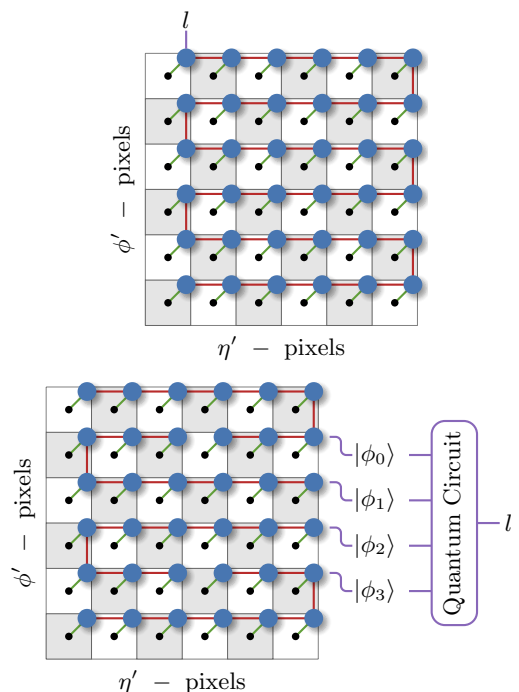 l
ϕ′ − pixels
η′ − pixels
ϕ′ − pixels
|ϕ₀⟩
|ϕ₁⟩
|ϕ₂⟩
|ϕ₃⟩
Quantum Circuit
l
η′ − pixels